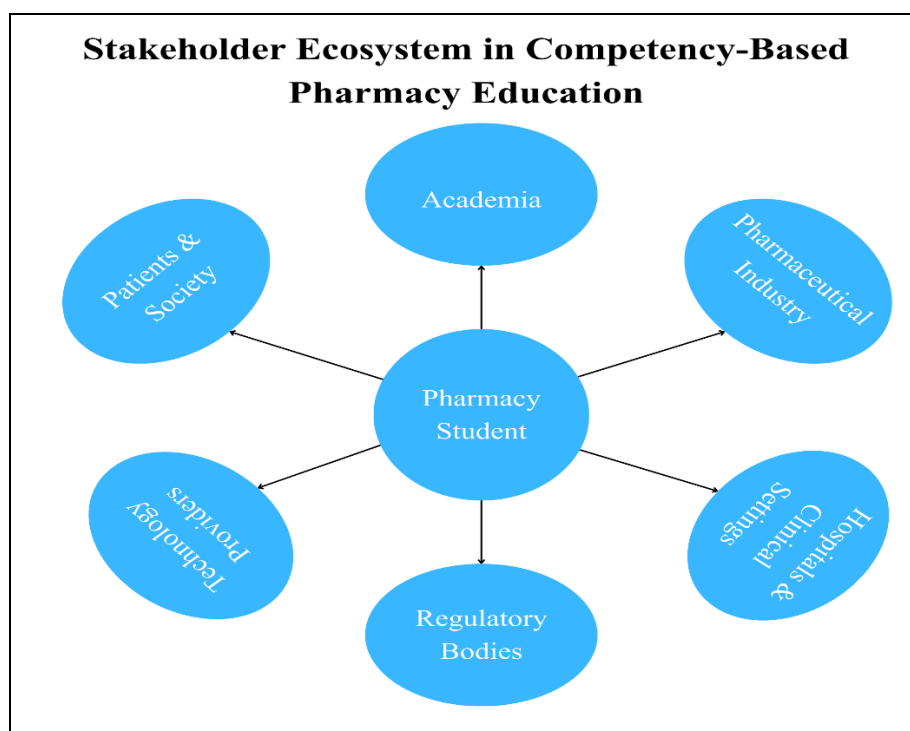 Stakeholder Ecosystem in Competency-Based
Pharmacy Education
Academia
Patients &
Society
Pharmaceutical
Industry
Pharmacy
Student
Technology
Providers
Hospitals &
Clinical
Settings
Regulatory
Bodies